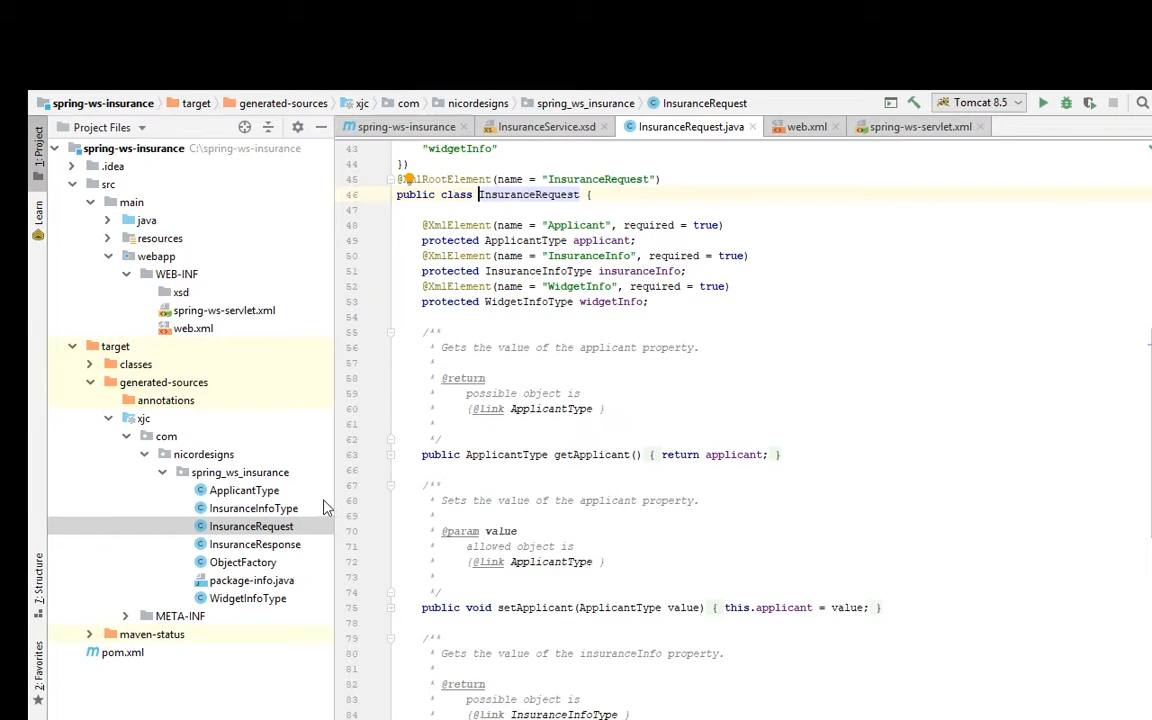 spring-ws-insurance target generated-sources xjc com nicordesigns spring_ws_insurance InsuranceRequest Tomcat 8.5
Project Files
spring-ws-insurance InsuranceService.xsd InsuranceRequest.java web.xml spring-ws-servlet.xml
1: Project
Learn
7: Structure
2: Favorites
spring-ws-insurance C:\spring-ws-insurance
.idea
src
main
java
resources
webapp
WEB-INF
xsd
spring-ws-servlet.xml
web.xml
target
classes
generated-sources
annotations
xjc
com
nicordesigns
spring_ws_insurance
ApplicantType
InsuranceInfoType
InsuranceRequest
InsuranceResponse
ObjectFactory
package-info.java
WidgetInfoType
META-INF
maven-status
pom.xml
43 "widgetInfo"
44 })
45 @XmlRootElement(name = "InsuranceRequest")
46 public class InsuranceRequest {
47
48 @XmlElement(name = "Applicant", required = true)
49 protected ApplicantType applicant;
50 @XmlElement(name = "InsuranceInfo", required = true)
51 protected InsuranceInfoType insuranceInfo;
52 @XmlElement(name = "WidgetInfo", required = true)
53 protected WidgetInfoType widgetInfo;
54
55 /**
56 * Gets the value of the applicant property.
57 *
58 * @return
59 * possible object is
60 * {@link ApplicantType }
61 *
62 */
63 public ApplicantType getApplicant() { return applicant; }
66
67 /**
68 * Sets the value of the applicant property.
69 *
70 * @param value
71 * allowed object is
72 * {@link ApplicantType }
73 *
74 */
75 public void setApplicant(ApplicantType value) { this.applicant = value; }
78
79 /**
80 * Gets the value of the insuranceInfo property.
81 *
82 * @return
83 * possible object is
84 * {@link InsuranceInfoType }